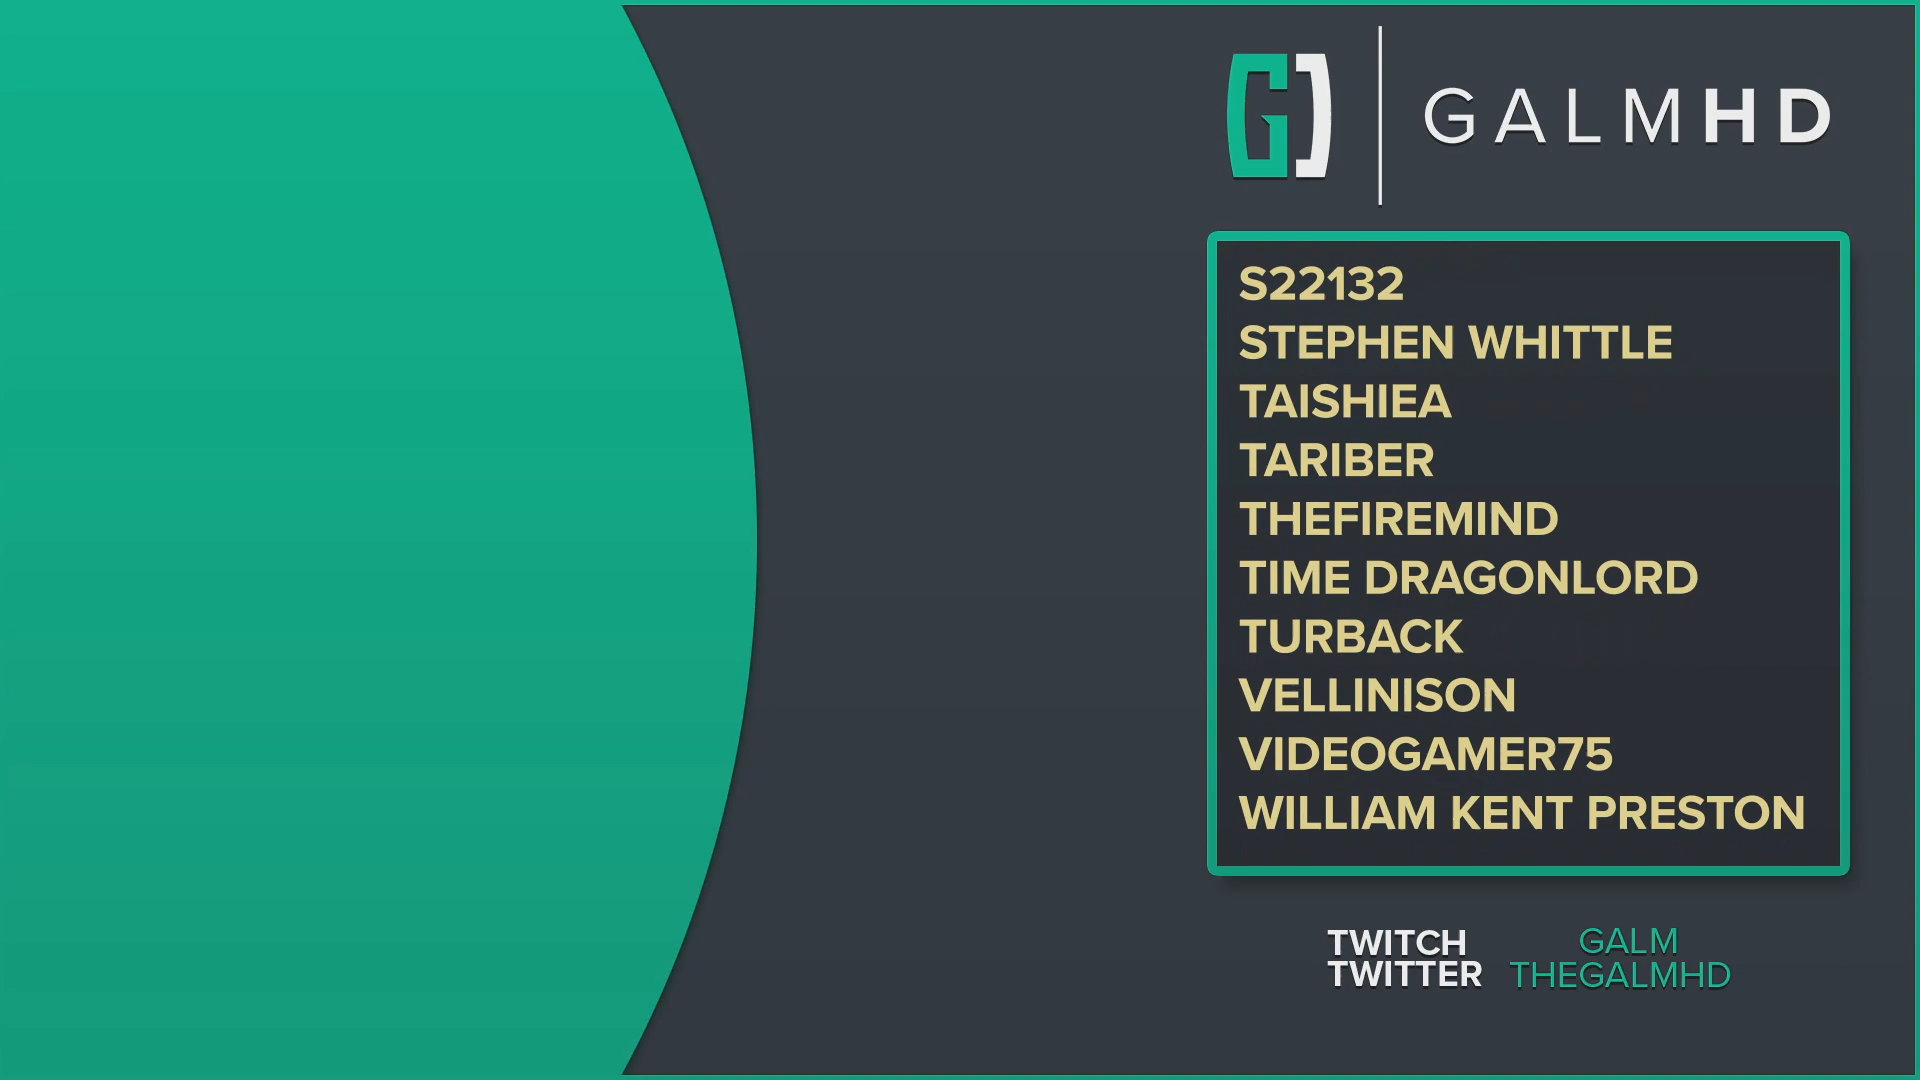 GALMHD
S22132
STEPHEN WHITTLE
TAISHIEA
TARIBER
THEFIREMIND
TIME DRAGONLORD
TURBACK
VELLINISON
VIDEOGAMER75
WILLIAM KENT PRESTON
TWITCH GALM
TWITTER THEGALMHD